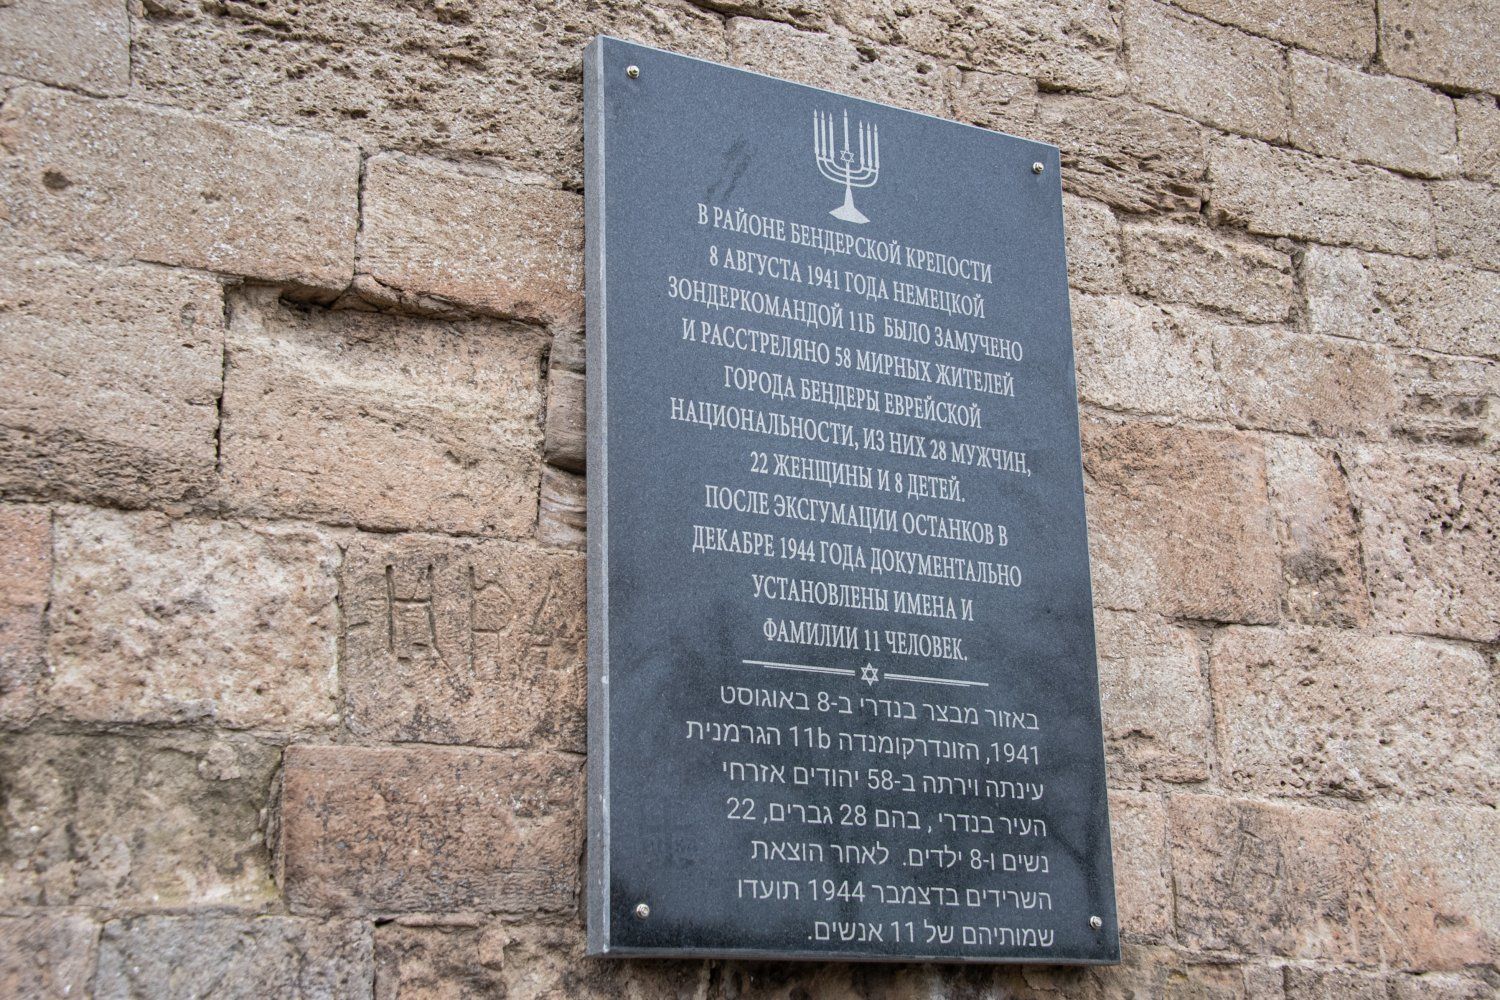 В РАЙОНЕ БЕНДЕРСКОЙ КРЕПОСТИ
8 АВГУСТА 1941 ГОДА НЕМЕЦКОЙ
ЗОНДЕРКОМАНДОЙ 11Б БЫЛО ЗАМУЧЕНО
И РАССТРЕЛЯНО 58 МИРНЫХ ЖИТЕЛЕЙ
ГОРОДА БЕНДЕРЫ ЕВРЕЙСКОЙ
НАЦИОНАЛЬНОСТИ, ИЗ НИХ 28 МУЖЧИН,
22 ЖЕНЩИНЫ И 8 ДЕТЕЙ.
ПОСЛЕ ЭКСГУМАЦИИ ОСТАНКОВ В
ДЕКАБРЕ 1944 ГОДА ДОКУМЕНТАЛЬНО
УСТАНОВЛЕНЫ ИМЕНА И
ФАМИЛИИ 11 ЧЕЛОВЕК.
באזור מבצר בנדרי ב-8 באוגוסט
1941, הזונדרקומנדה 11b הגרמנית
עינתה וירתה ב-58 יהודים אזרחי
העיר בנדרי , בהם 28 גברים, 22
נשים ו-8 ילדים. לאחר הוצאת
השרידים בדצמבר 1944 תועדו
שמותיהם של 11 אנשים.